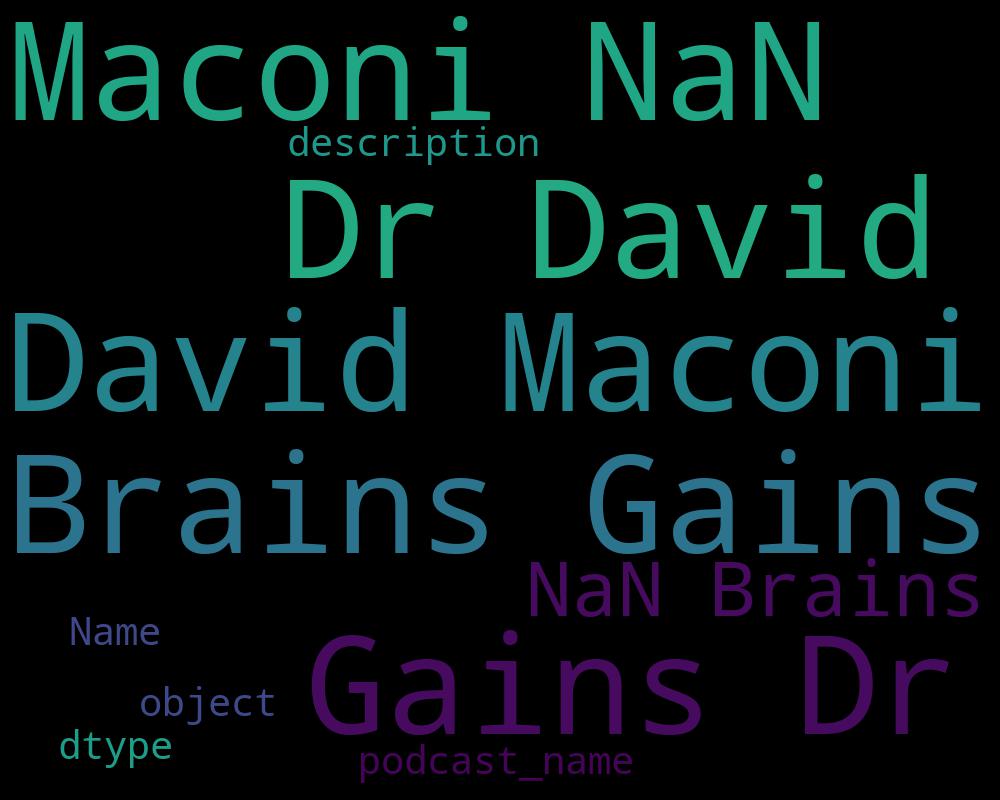 Maconi NaN
description
Dr David
David Maconi
Brains Gains
NaN Brains
Name
Gains Dr
object
dtype
podcast_name